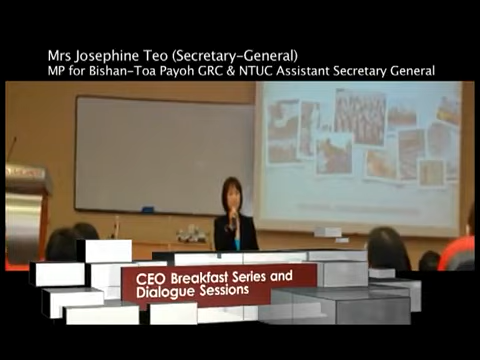 Mrs Josephine Teo (Secretary-General)
MP for Bishan-Toa Payoh GRC & NTUC Assistant Secretary General
CEO Breakfast Series and
Dialogue Sessions